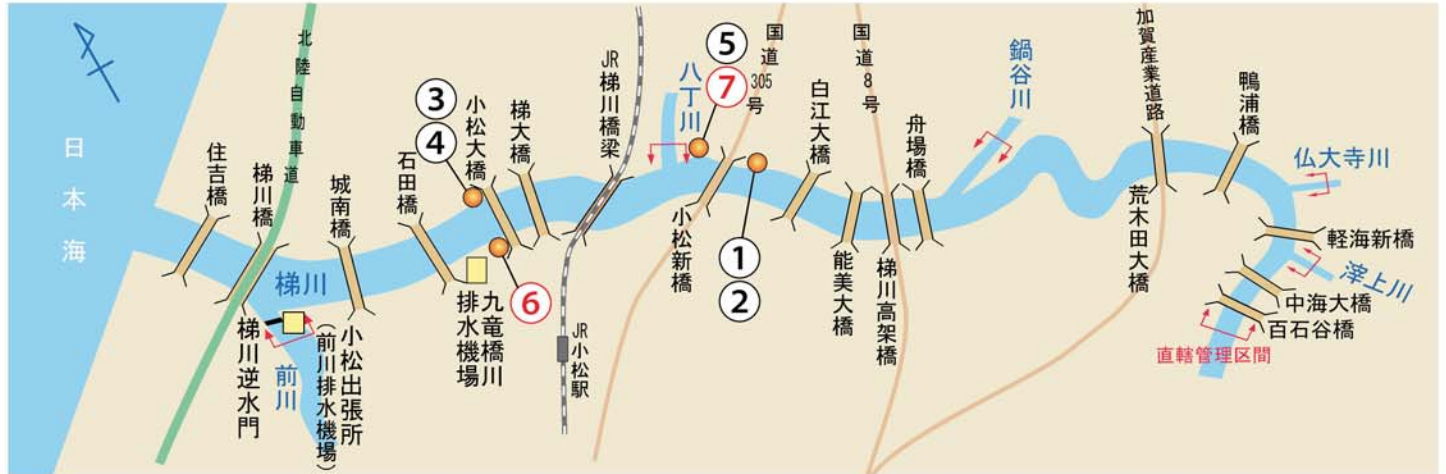 日本海
住吉橋
梯川橋
北陸自動車道
城南橋
梯川
前川
梯川逆水門
小松出張所
(前川排水機場)
石田橋
③
④
小松大橋
梯大橋
九竜橋川
排水機場
⑥
JR
梯川橋梁
JR
小松駅
八丁川
⑤
⑦
国道305号
小松新橋
①
②
白江大橋
能美大橋
国道8号
梯川高架橋
舟場橋
鍋谷川
加賀産業道路
荒木田大橋
鴨浦橋
仏大寺川
軽海新橋
滓上川
中海大橋
百石谷橋
直轄管理区間